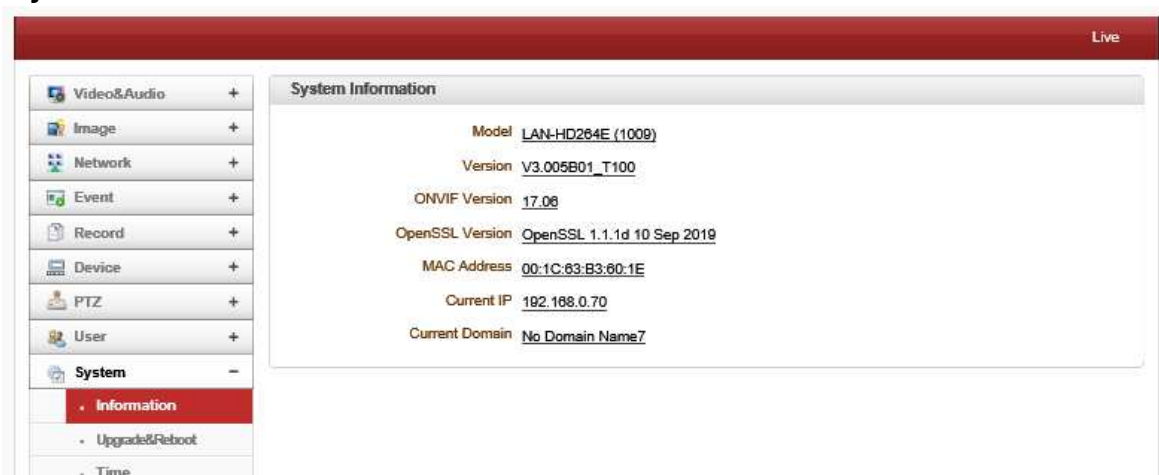 Live
Video&Audio +
Image +
Network +
Event +
Record +
Device +
PTZ +
User +
System -
Information
Upgrade&Reboot
Time
System Information
Model LAN-HD264E (1009)
Version V3.005B01_T100
ONVIF Version 17.06
OpenSSL Version OpenSSL 1.1.1d 10 Sep 2019
MAC Address 00:1C:63:B3:60:1E
Current IP 192.168.0.70
Current Domain No Domain Name7